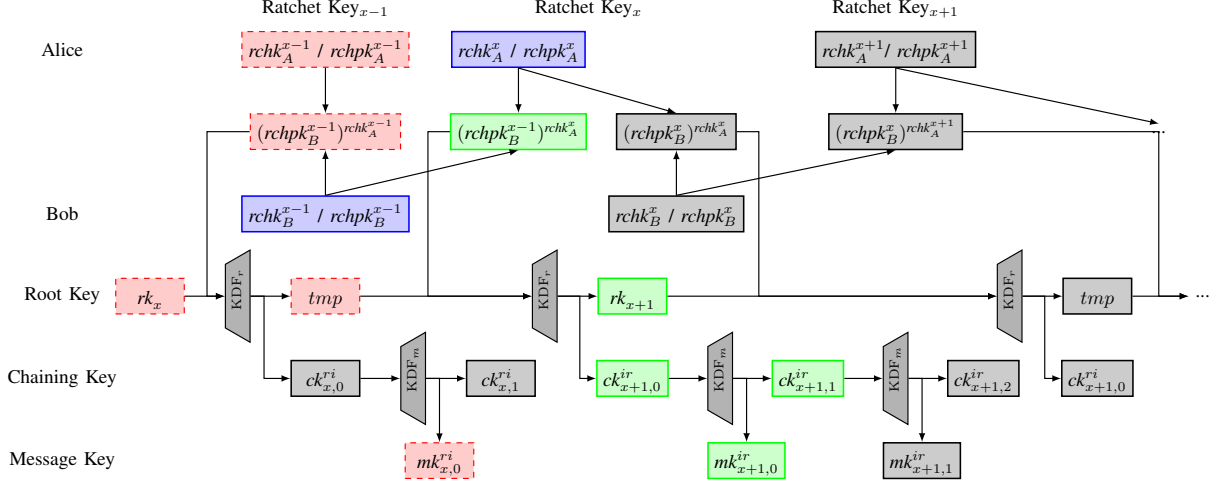 Ratchet Key_{x−1} Ratchet Key_x Ratchet Key_{x+1}
Alice rchk_A^{x−1} / rchpk_A^{x−1} rchk_A^x / rchpk_A^x rchk_A^{x+1} / rchpk_A^{x+1}
(rchpk_B^{x−1})^{rchk_A^{x−1}} (rchpk_B^{x−1})^{rchk_A^x} (rchpk_B^x)^{rchk_A^x} (rchpk_B^x)^{rchk_A^{x+1}} ...
Bob rchk_B^{x−1} / rchpk_B^{x−1} rchk_B^x / rchpk_B^x
Root Key rk_x KDF_r tmp KDF_r rk_{x+1} KDF_r tmp ...
Chaining Key ck_{x,0}^{ri} KDF_m ck_{x,1}^{ri} ck_{x+1,0}^{ir} KDF_m ck_{x+1,1}^{ir} KDF_m ck_{x+1,2}^{ir} ck_{x+1,0}^{ri}
Message Key mk_{x,0}^{ri} mk_{x+1,0}^{ir} mk_{x+1,1}^{ir}